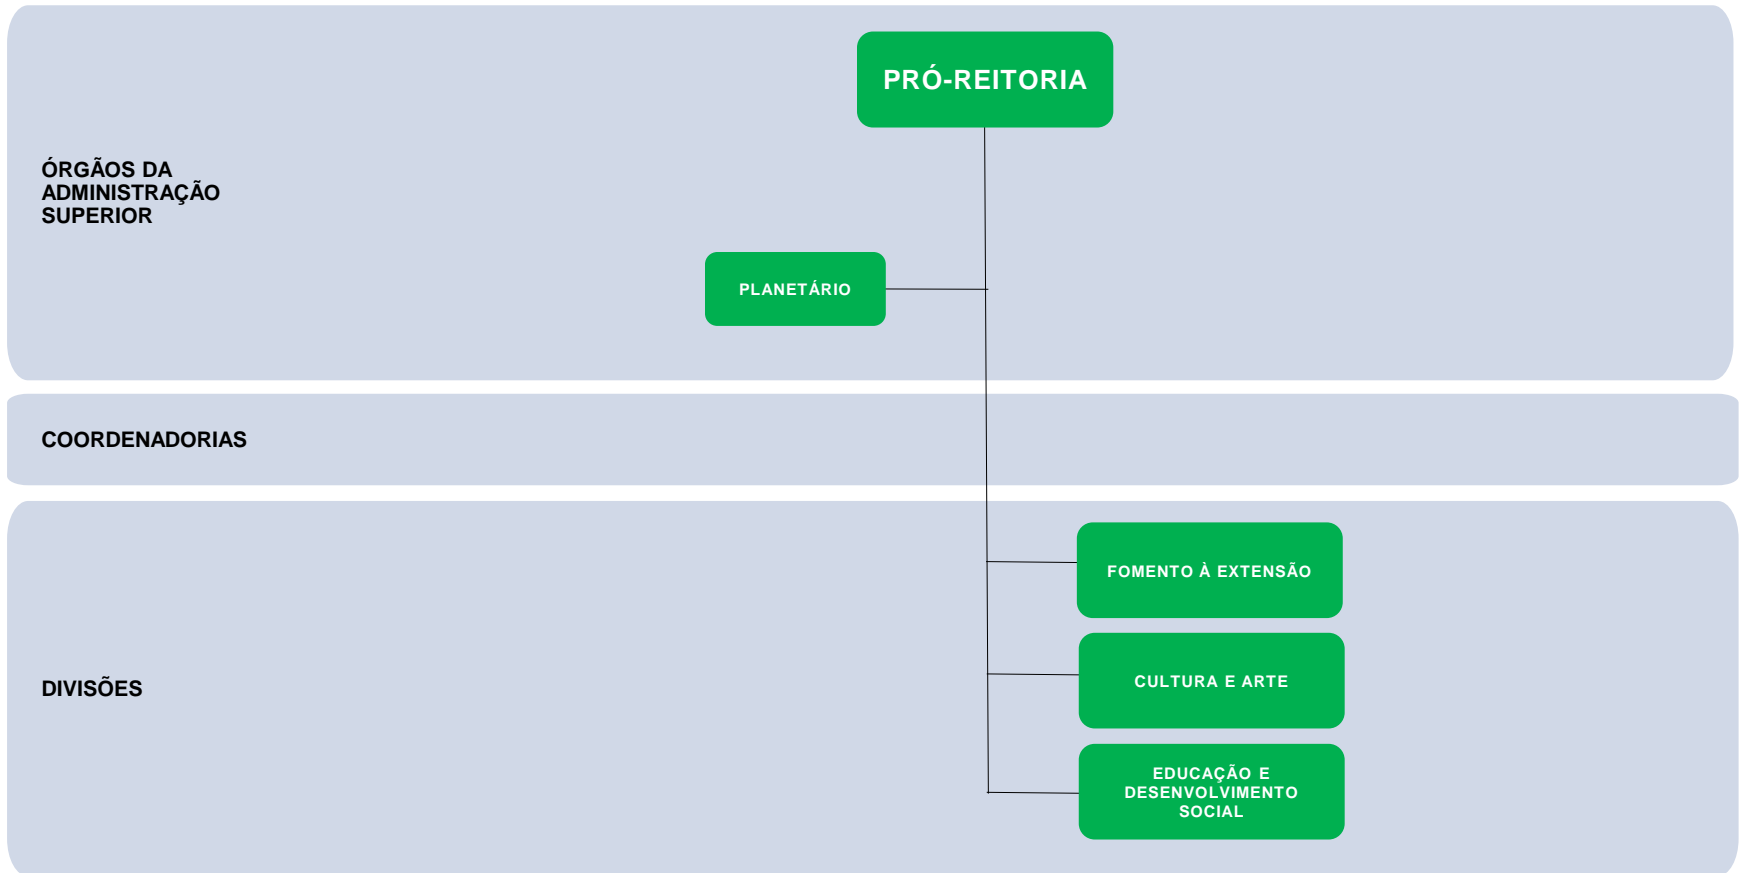 PRÓ-REITORIA
ÓRGÃOS DA
ADMINISTRAÇÃO
SUPERIOR
PLANETÁRIO
COORDENADORIAS
FOMENTO À EXTENSÃO
CULTURA E ARTE
DIVISÕES
EDUCAÇÃO E
DESENVOLVIMENTO
SOCIAL